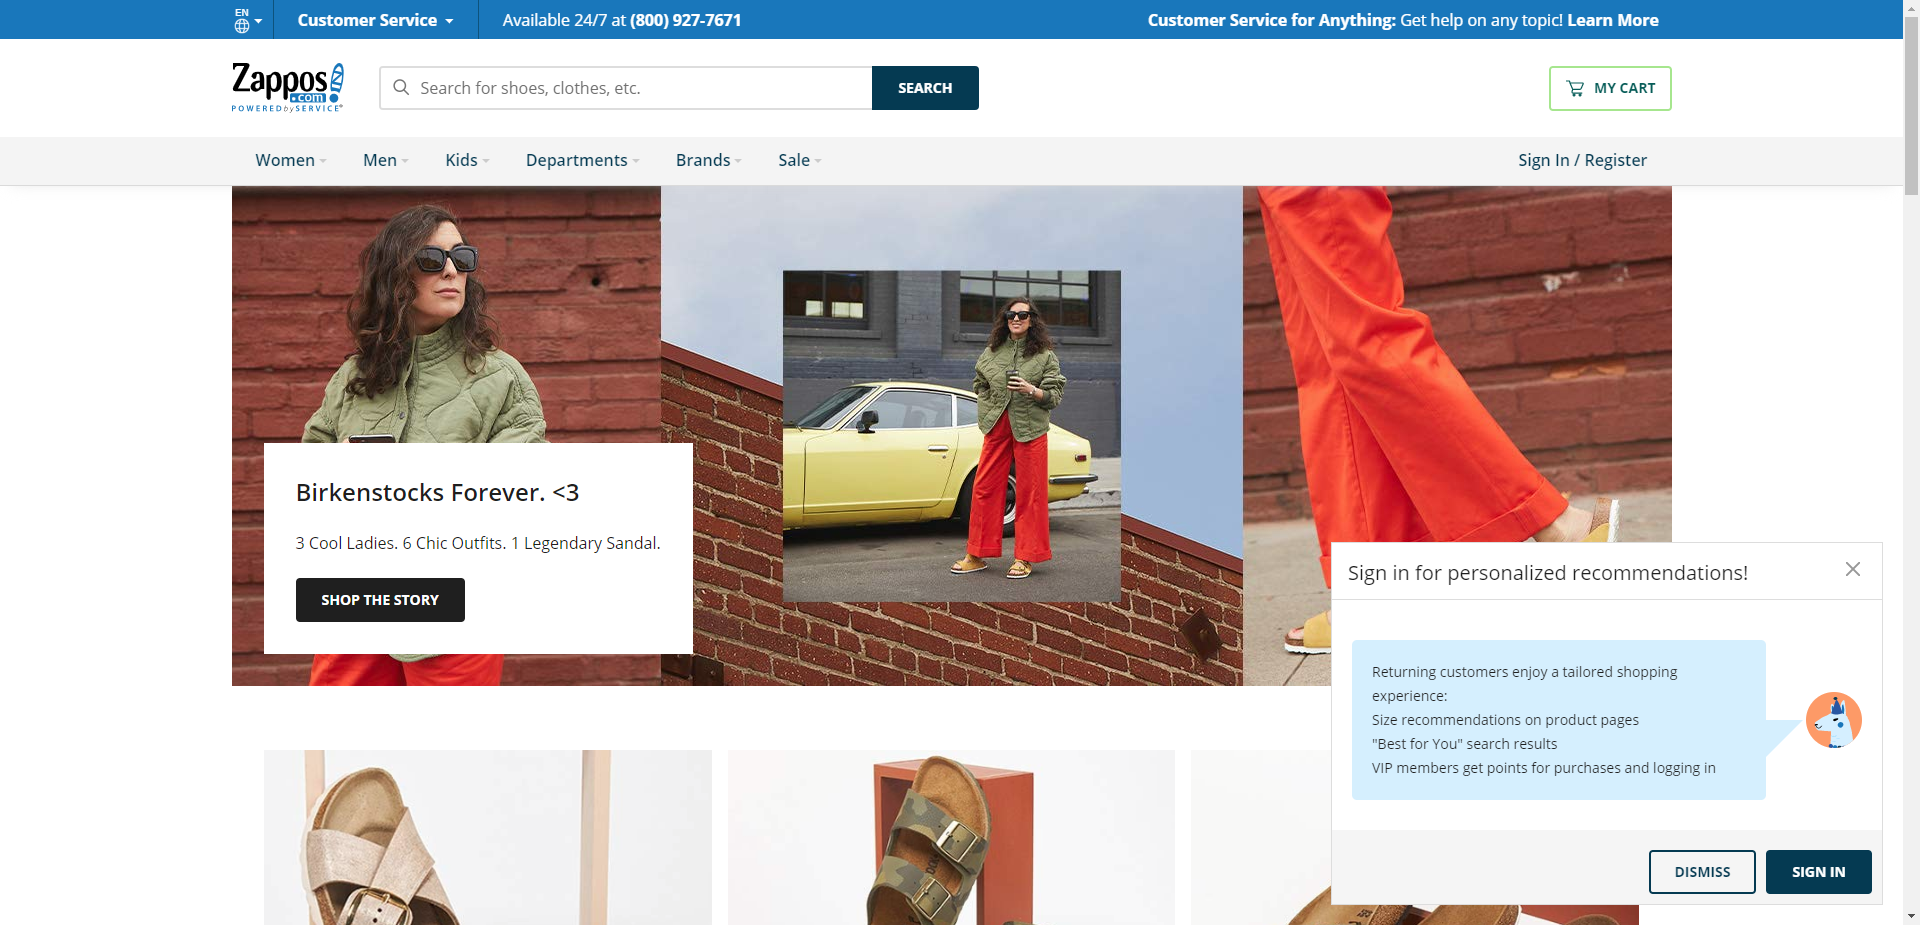 EN
Customer Service
Available 24/7 at (800) 927-7671
Customer Service for Anything: Get help on any topic! Learn More
Zappos
.com
POWERED by SERVICE®
Search for shoes, clothes, etc.
SEARCH
MY CART
Women
Men
Kids
Departments
Brands
Sale
Sign In / Register
Birkenstocks Forever. <3
3 Cool Ladies. 6 Chic Outfits. 1 Legendary Sandal.
SHOP THE STORY
Sign in for personalized recommendations!
Returning customers enjoy a tailored shopping
experience:
Size recommendations on product pages
"Best for You" search results
VIP members get points for purchases and logging in
DISMISS
SIGN IN